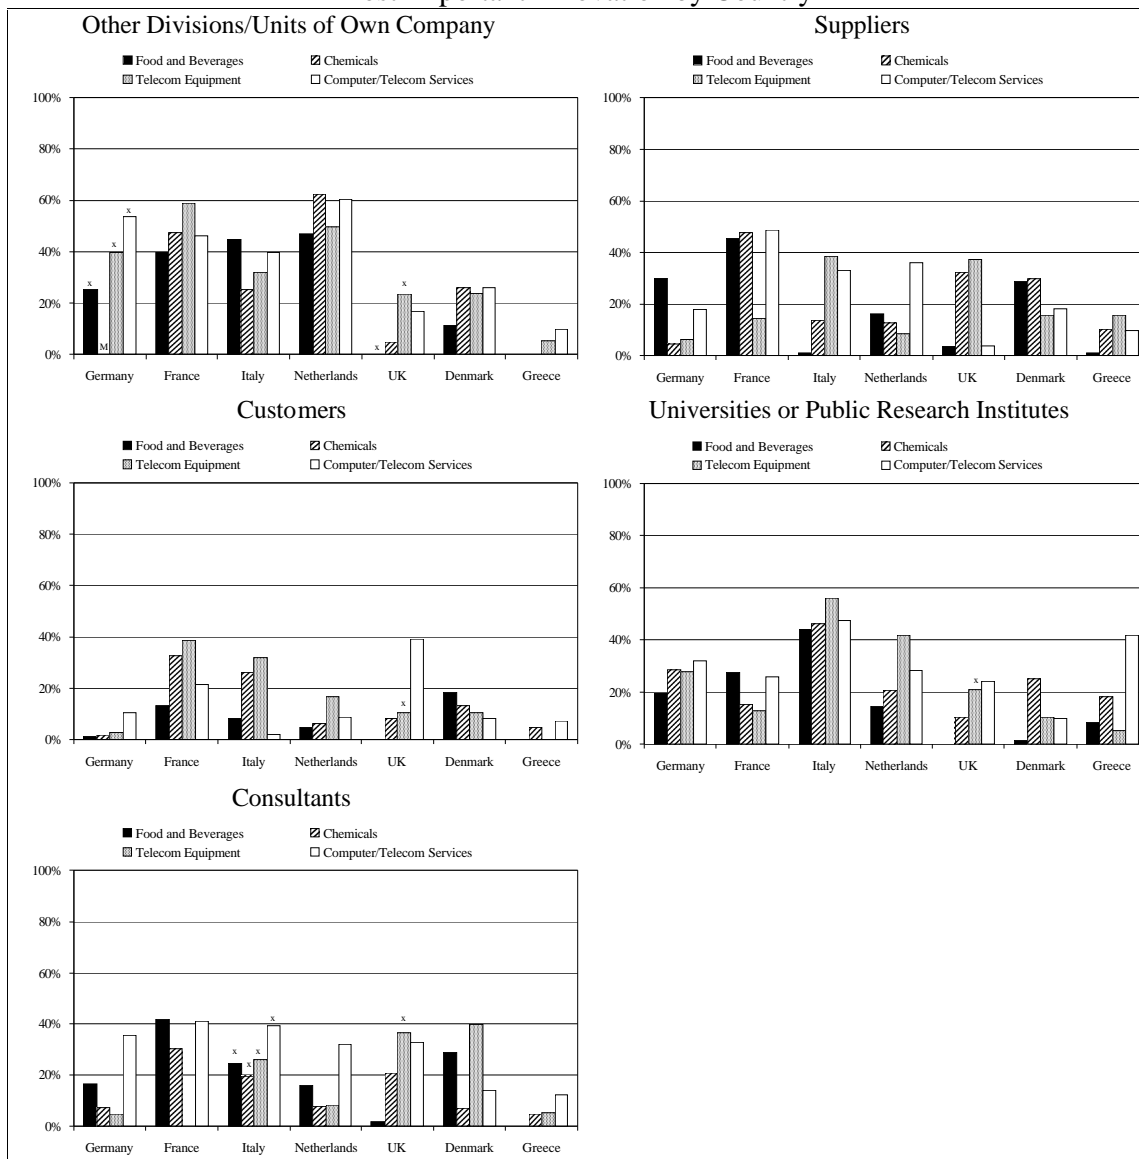 Other Divisions/Units of Own Company
Food and Beverages
Chemicals
Telecom Equipment
Computer/Telecom Services
100%
80%
60%
40%
20%
0%
x
M
x
x
x
x
Germany
France
Italy
Netherlands
UK
Denmark
Greece
Suppliers
Food and Beverages
Chemicals
Telecom Equipment
Computer/Telecom Services
100%
80%
60%
40%
20%
0%
Germany
France
Italy
Netherlands
UK
Denmark
Greece
Customers
Food and Beverages
Chemicals
Telecom Equipment
Computer/Telecom Services
100%
80%
60%
40%
20%
0%
x
Germany
France
Italy
Netherlands
UK
Denmark
Greece
Universities or Public Research Institutes
Food and Beverages
Chemicals
Telecom Equipment
Computer/Telecom Services
100%
80%
60%
40%
20%
0%
x
Germany
France
Italy
Netherlands
UK
Denmark
Greece
Consultants
Food and Beverages
Chemicals
Telecom Equipment
Computer/Telecom Services
100%
80%
60%
40%
20%
0%
x
x
x
x
x
Germany
France
Italy
Netherlands
UK
Denmark
Greece